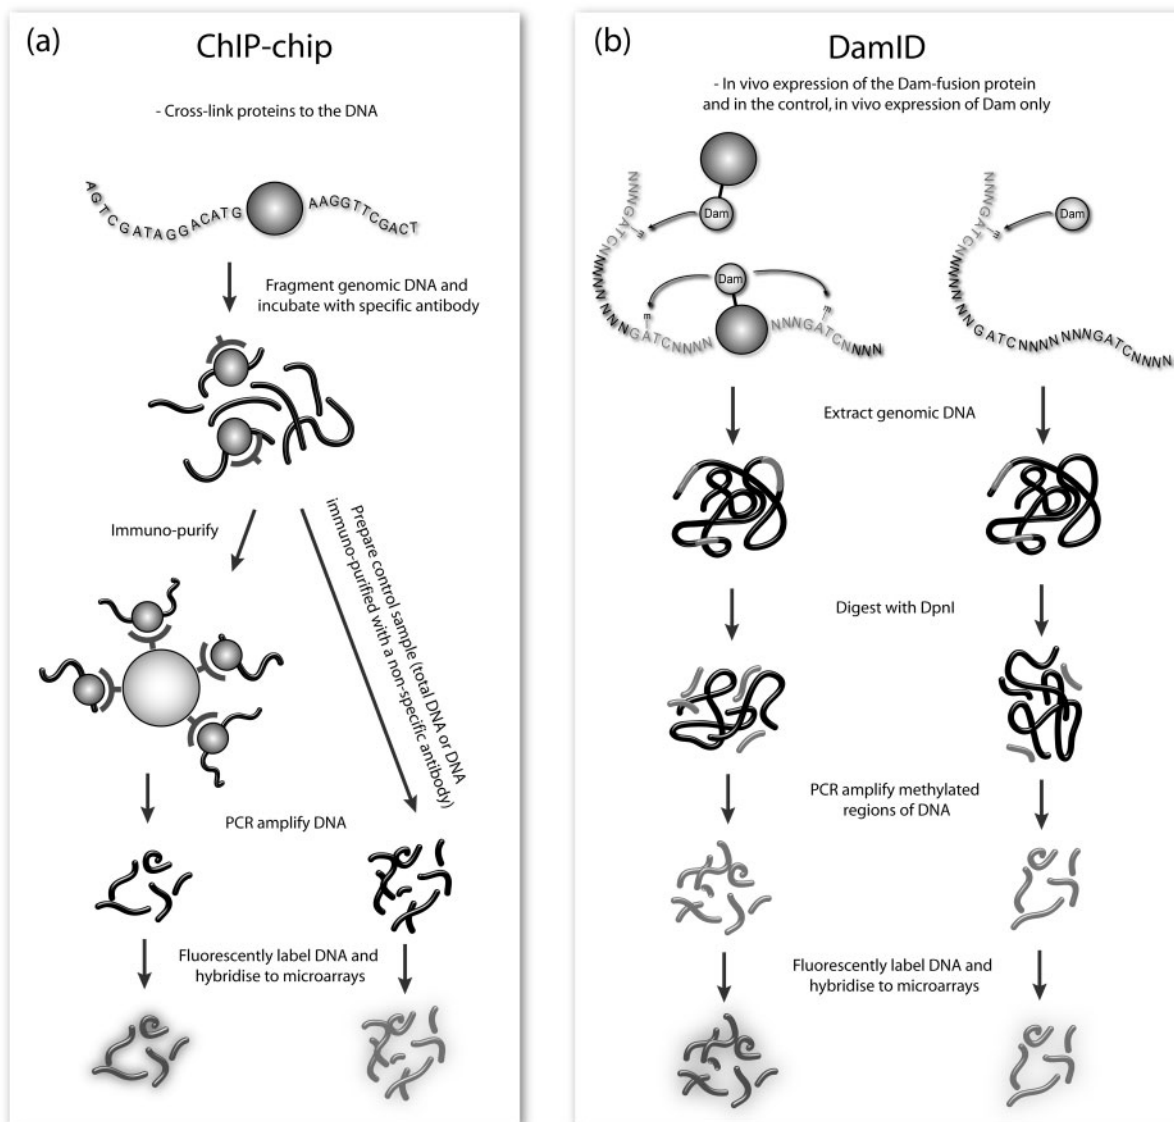 (a) ChIP-chip
- Cross-link proteins to the DNA
AGTCGATAGGACATG AAGGTTCGACT
Fragment genomic DNA and
incubate with specific antibody
Immuno-purify
Prepare control sample (total DNA or DNA
immuno-purified with a non-specific antibody)
PCR amplify DNA
Fluorescently label DNA and
hybridise to microarrays
(b) DamID
- In vivo expression of the Dam-fusion protein
and in the control, in vivo expression of Dam only
Dam
m
Dam
m
m
NNNGATCNNNN
NNNGATCNNNN
Dam
m
Extract genomic DNA
Digest with DpnI
PCR amplify methylated
regions of DNA
Fluorescently label DNA and
hybridise to microarrays